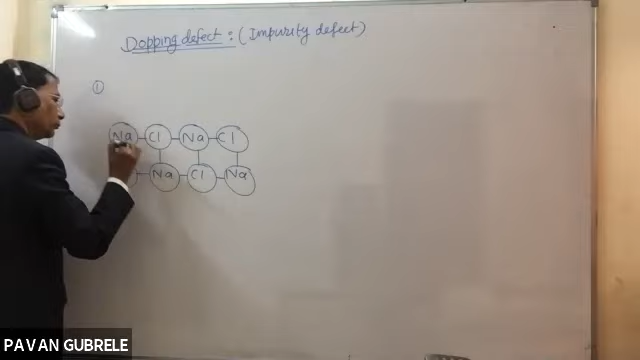 Dopping defect : (Impurity defect)
①
Na Cl Na Cl
Na Cl Na
PAVAN GUBRELE